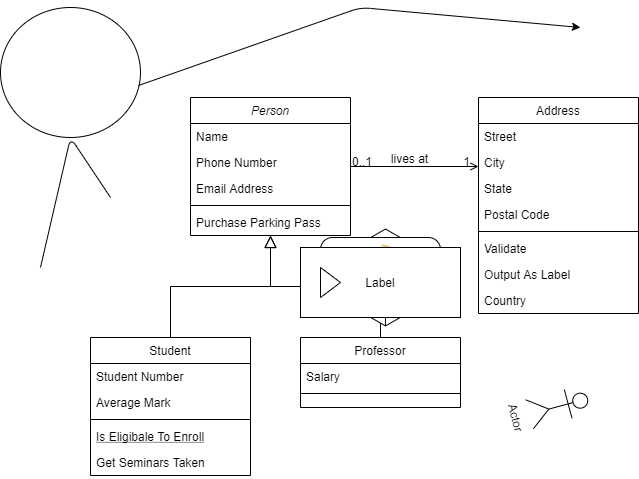 Person
Name
Phone Number
Email Address
Purchase Parking Pass
0..1 lives at 1
Address
Street
City
State
Postal Code
Validate
Output As Label
Country
Label
Student
Student Number
Average Mark
Is Eligibale To Enroll
Get Seminars Taken
Professor
Salary
Actor